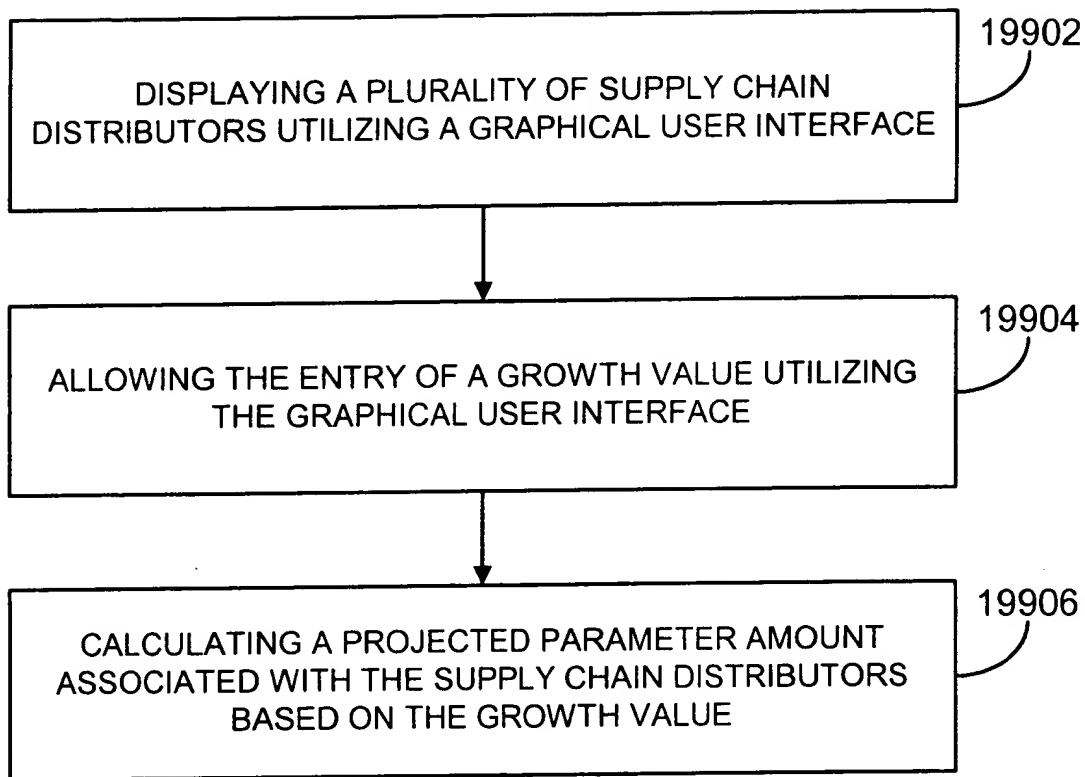 19902
DISPLAYING A PLURALITY OF SUPPLY CHAIN
DISTRIBUTORS UTILIZING A GRAPHICAL USER INTERFACE
19904
ALLOWING THE ENTRY OF A GROWTH VALUE UTILIZING
THE GRAPHICAL USER INTERFACE
19906
CALCULATING A PROJECTED PARAMETER AMOUNT
ASSOCIATED WITH THE SUPPLY CHAIN DISTRIBUTORS
BASED ON THE GROWTH VALUE